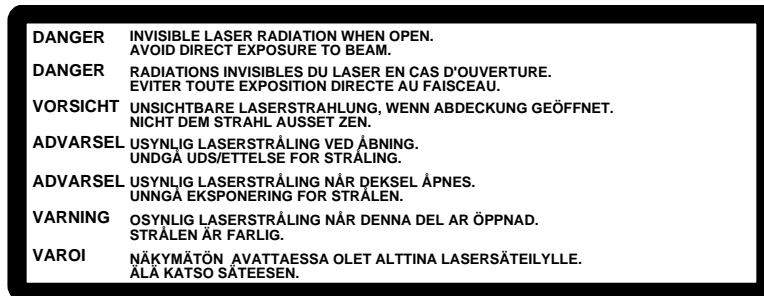 DANGER INVISIBLE LASER RADIATION WHEN OPEN.
AVOID DIRECT EXPOSURE TO BEAM.
DANGER RADIATIONS INVISIBLES DU LASER EN CAS D'OUVERTURE.
EVITER TOUTE EXPOSITION DIRECTE AU FAISCEAU.
VORSICHT UNSICHTBARE LASERSTRAHLUNG, WENN ABDECKUNG GEÖFFNET.
NICHT DEM STRAHL AUSSET ZEN.
ADVARSEL USYNLIG LASERSTRÅLING VED ÅBNING.
UNDGÅ UDS/ETTELSE FOR STRÅLING.
ADVARSEL USYNLIG LASERSTRÅLING NÅR DEKSEL ÅPNES.
UNNGÅ EKSPONERING FOR STRÅLEN.
VARNING OSYNLIG LASERSTRÅLING NÅR DENNA DEL AR ÖPPNAD.
STRÅLEN ÄR FARLIG.
VAROI NÄKYMÄTÖN AVATTAESSA OLET ALTTINA LASERSÄTEILYLLE.
ÄLÄ KATSO SÄTEESEN.